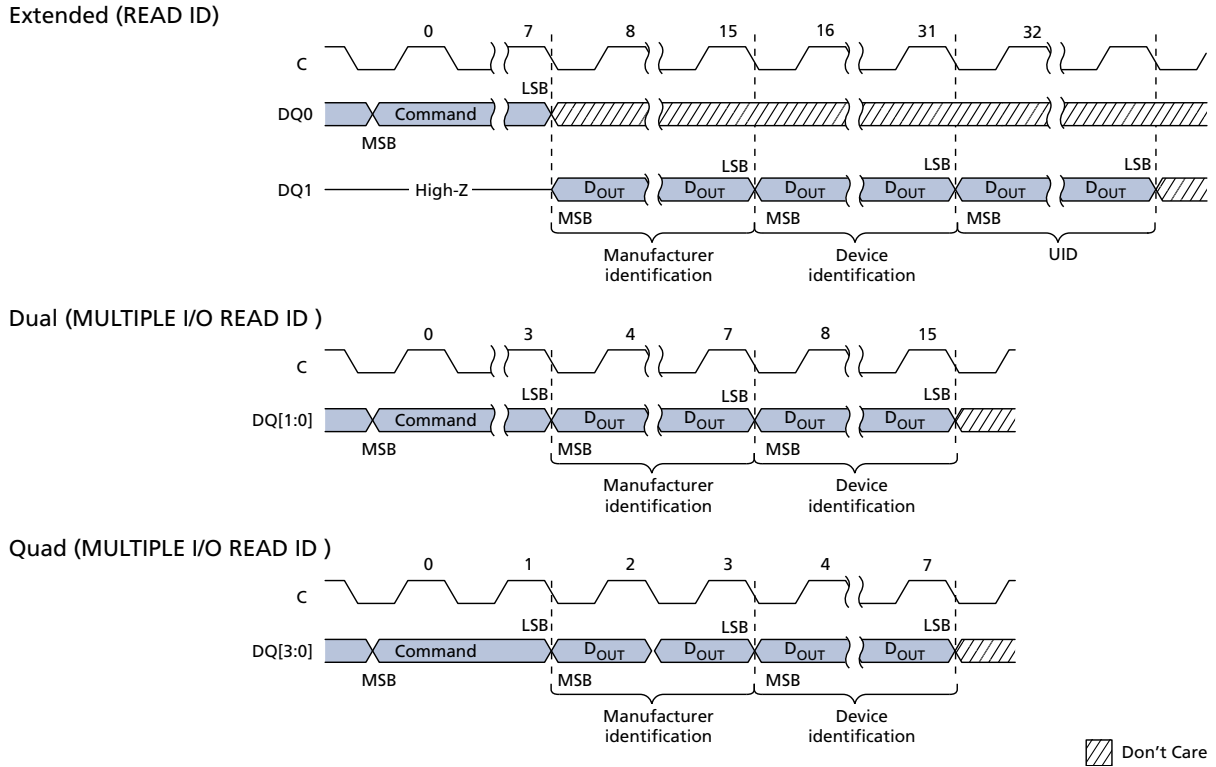 Extended (READ ID)
0 7 8 15 16 31 32
C
LSB
DQ0 Command
MSB
LSB LSB LSB
DQ1 High-Z DOUT DOUT DOUT DOUT DOUT DOUT
MSB MSB MSB
Manufacturer identification Device identification UID
Dual (MULTIPLE I/O READ ID )
0 3 4 7 8 15
C
LSB LSB LSB
DQ[1:0] Command DOUT DOUT DOUT DOUT
MSB MSB MSB
Manufacturer identification Device identification
Quad (MULTIPLE I/O READ ID )
0 1 2 3 4 7
C
LSB LSB LSB
DQ[3:0] Command DOUT DOUT DOUT DOUT
MSB MSB MSB
Manufacturer identification Device identification
Don't Care